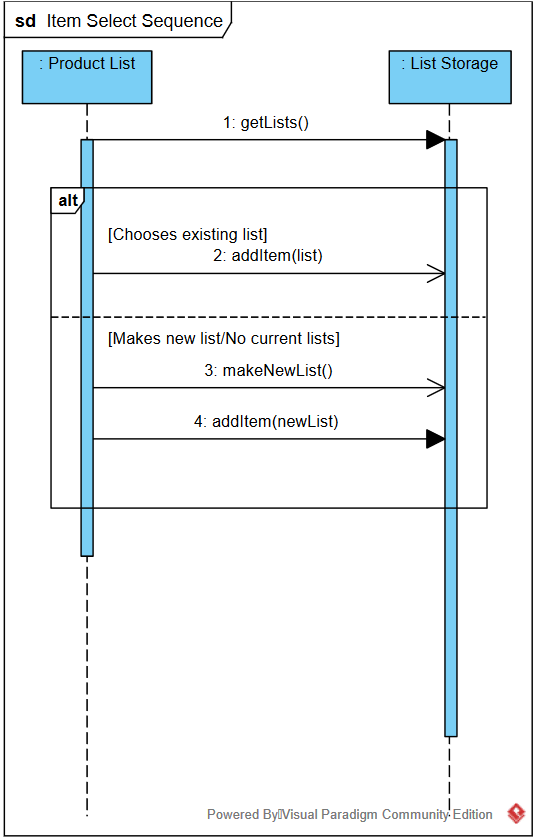 sd Item Select Sequence
: Product List
: List Storage
1: getLists()
alt
[Chooses existing list]
2: addItem(list)
[Makes new list/No current lists]
3: makeNewList()
4: addItem(newList)
Powered By Visual Paradigm Community Edition